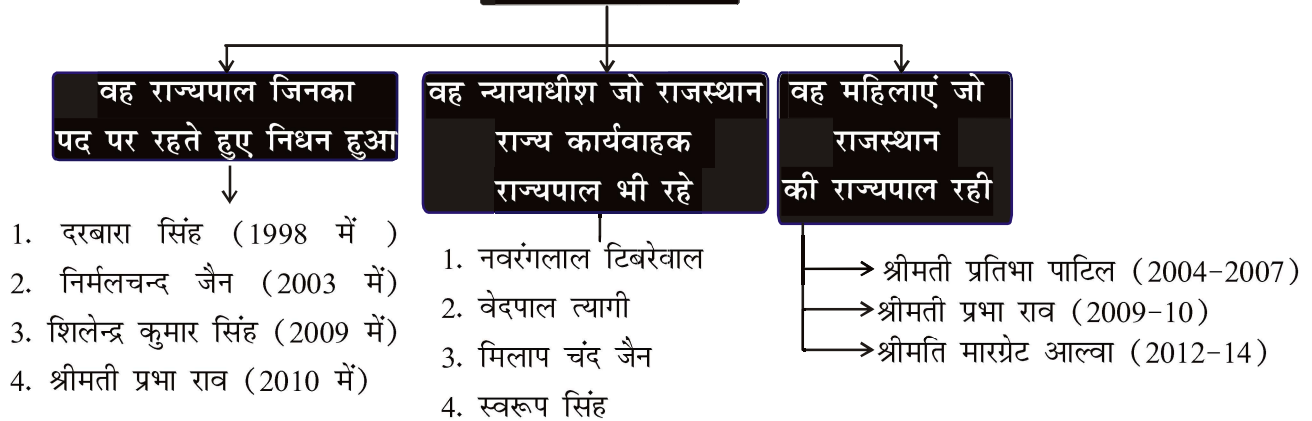 वह राज्यपाल जिनका
पद पर रहते हुए निधन हुआ
1. दरबारा सिंह (1998 में )
2. निर्मलचन्द जैन (2003 में)
3. शिलेन्द्र कुमार सिंह (2009 में)
4. श्रीमती प्रभा राव (2010 में)
वह न्यायाधीश जो राजस्थान
राज्य कार्यवाहक
राज्यपाल भी रहे
1. नवरंगलाल टिबरेवाल
2. वेदपाल त्यागी
3. मिलाप चंद जैन
4. स्वरूप सिंह
वह महिलाएं जो
राजस्थान
की राज्यपाल रही
श्रीमती प्रतिभा पाटिल (2004-2007)
श्रीमती प्रभा राव (2009-10)
श्रीमति मारग्रेट आल्वा (2012-14)